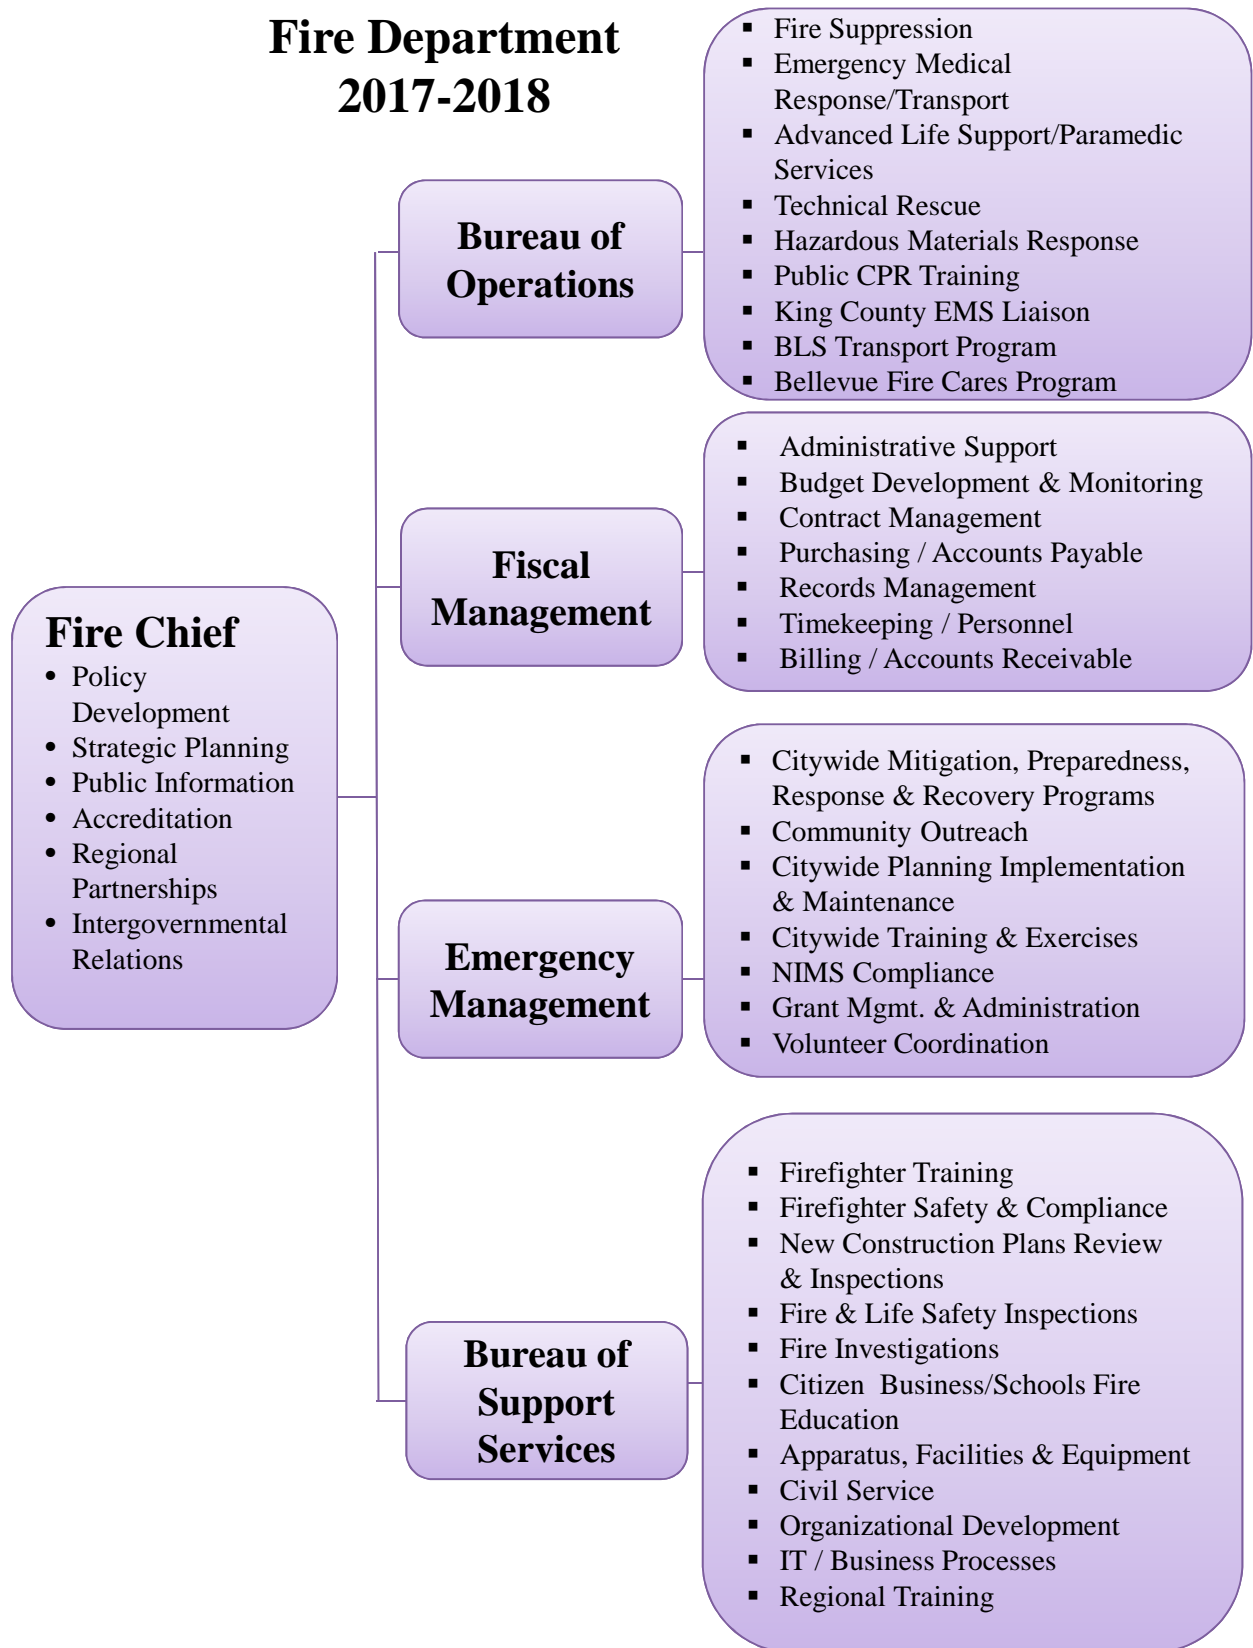 Fire Department
2017-2018
▪ Fire Suppression
▪ Emergency Medical
Response/Transport
▪ Advanced Life Support/Paramedic
Services
▪ Technical Rescue
▪ Hazardous Materials Response
▪ Public CPR Training
▪ King County EMS Liaison
▪ BLS Transport Program
▪ Bellevue Fire Cares Program
Bureau of
Operations
▪ Administrative Support
▪ Budget Development & Monitoring
▪ Contract Management
▪ Purchasing / Accounts Payable
▪ Records Management
▪ Timekeeping / Personnel
▪ Billing / Accounts Receivable
Fiscal
Management
Fire Chief
• Policy
Development
• Strategic Planning
• Public Information
• Accreditation
• Regional
Partnerships
• Intergovernmental
Relations
▪ Citywide Mitigation, Preparedness,
Response & Recovery Programs
▪ Community Outreach
▪ Citywide Planning Implementation
& Maintenance
▪ Citywide Training & Exercises
▪ NIMS Compliance
▪ Grant Mgmt. & Administration
▪ Volunteer Coordination
Emergency
Management
▪ Firefighter Training
▪ Firefighter Safety & Compliance
▪ New Construction Plans Review
& Inspections
▪ Fire & Life Safety Inspections
▪ Fire Investigations
▪ Citizen  Business/Schools Fire
Education
▪ Apparatus, Facilities & Equipment
▪ Civil Service
▪ Organizational Development
▪ IT / Business Processes
▪ Regional Training
Bureau of
Support
Services